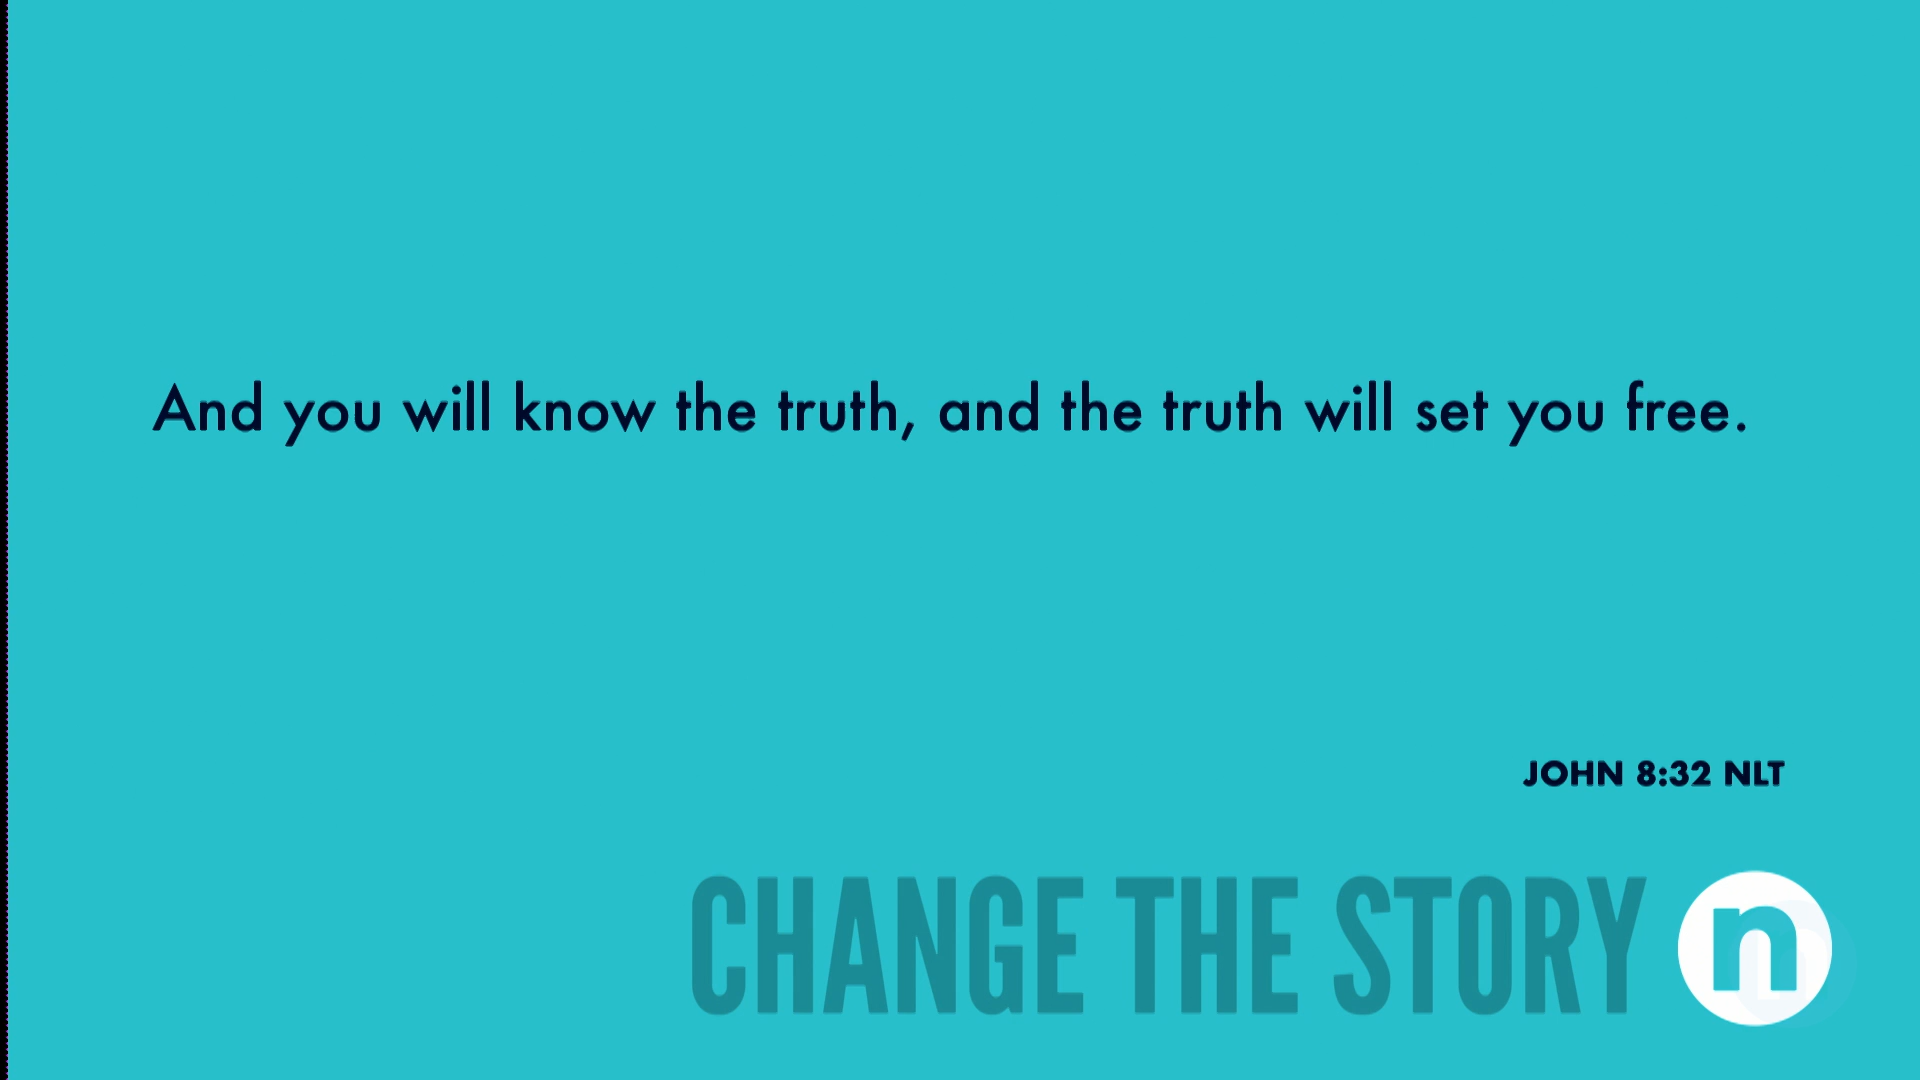 And you will know the truth, and the truth will set you free.
JOHN 8:32 NLT
CHANGE THE STORY
n